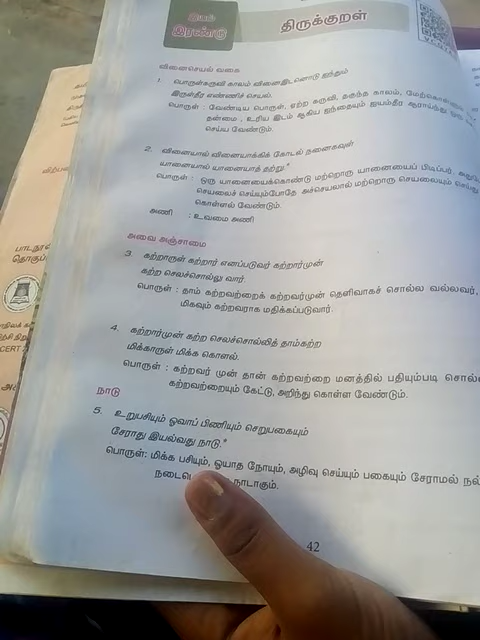 இயல்
இரண்டு
திருக்குறள்
வினைசெயல் வகை
1. பொருள்கருவி காலம் வினைஇடனொடு ஐந்தும்
இருள்தீர எண்ணிச் செயல்.
பொருள் : வேண்டிய பொருள், ஏற்ற கருவி, தகுந்த காலம், மேற்கொள்ளும்
தன்மை , உரிய இடம் ஆகிய ஐந்தையும் ஐயம்தீர ஆராய்ந்து ஒரு
செய்ய வேண்டும்.
2. வினையால் வினையாக்கிக் கோடல் நனைகவுள்
யானையால் யானையாத் தற்று.*
பொருள் : ஒரு யானையைக்கொண்டு மற்றொரு யானையைப் பிடிப்பர்,
செயலைச் செய்யும்போதே அச்செயலால் மற்றொரு செயலையும் செய்து
கொள்ளல் வேண்டும்.
அணி : உவமை அணி
அவை அஞ்சாமை
3. கற்றாருள் கற்றார் எனப்படுவர் கற்றார்முன்
கற்ற செலச்சொல்லு வார்.
பொருள் : தாம் கற்றவற்றைக் கற்றவர்முன் தெளிவாகச் சொல்ல வல்லவர்,
மிகவும் கற்றவராக மதிக்கப்படுவார்.
4. கற்றார்முன் கற்ற செலச்சொல்லித் தாம்கற்ற
மிக்காருள் மிக்க கொளல்.
பொருள் : கற்றவர் முன் தான் கற்றவற்றை மனத்தில் பதியும்படி
கற்றவற்றையும் கேட்டு, அறிந்து கொள்ள வேண்டும்.
நாடு
5. உறுபசியும் ஓவாப் பிணியும் செறுபகையும்
சேராது இயல்வது நாடு.*
பொருள்: மிக்க பசியும், ஓயாத நோயும், அழிவு செய்யும் பகையும் சேராமல்
நாடாகும்.
42